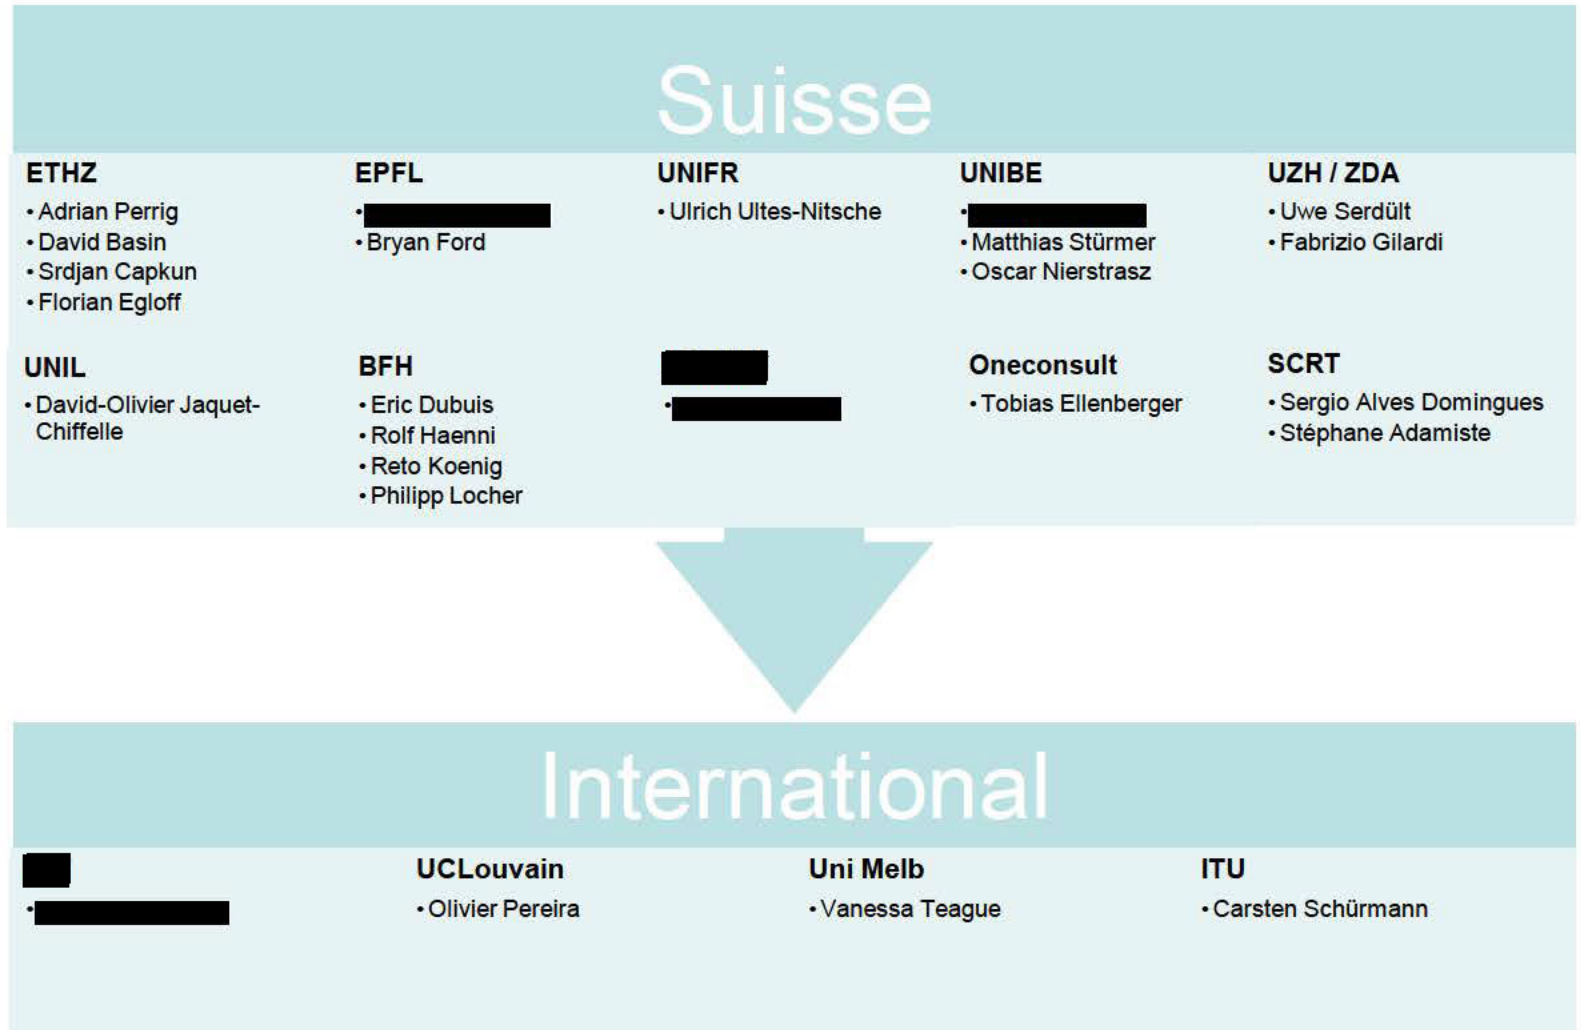 Suisse
ETHZ
• Adrian Perrig
• David Basin
• Srdjan Capkun
• Florian Egloff
EPFL
•
• Bryan Ford
UNIFR
• Ulrich Ultes-Nitsche
UNIBE
•
• Matthias Stürmer
• Oscar Nierstrasz
UZH / ZDA
• Uwe Serdült
• Fabrizio Gilardi
UNIL
• David-Olivier Jaquet-
Chiffelle
BFH
• Eric Dubuis
• Rolf Haenni
• Reto Koenig
• Philipp Locher
•
Oneconsult
• Tobias Ellenberger
SCRT
• Sergio Alves Domingues
• Stéphane Adamiste
International
•
UCLouvain
• Olivier Pereira
Uni Melb
• Vanessa Teague
ITU
• Carsten Schürmann